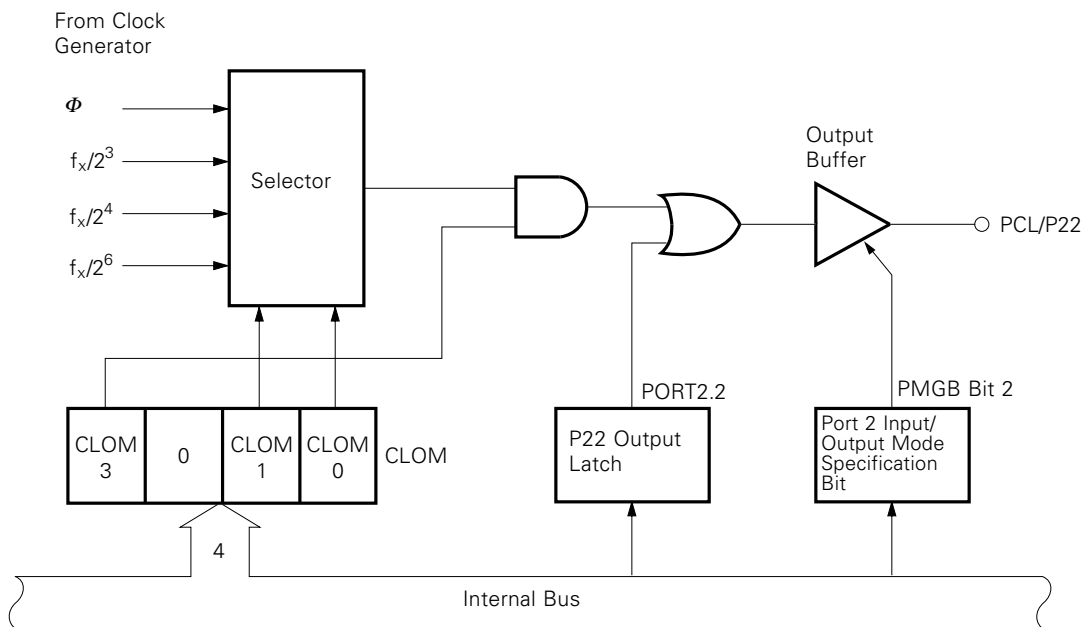 From Clock
Generator
Φ
fₓ/2³
fₓ/2⁴
fₓ/2⁶
Selector
Output
Buffer
PCL/P22
PORT2.2
PMGB Bit 2
CLOM
3
0
CLOM
1
CLOM
0
CLOM
P22 Output
Latch
Port 2 Input/
Output Mode
Specification
Bit
4
Internal Bus